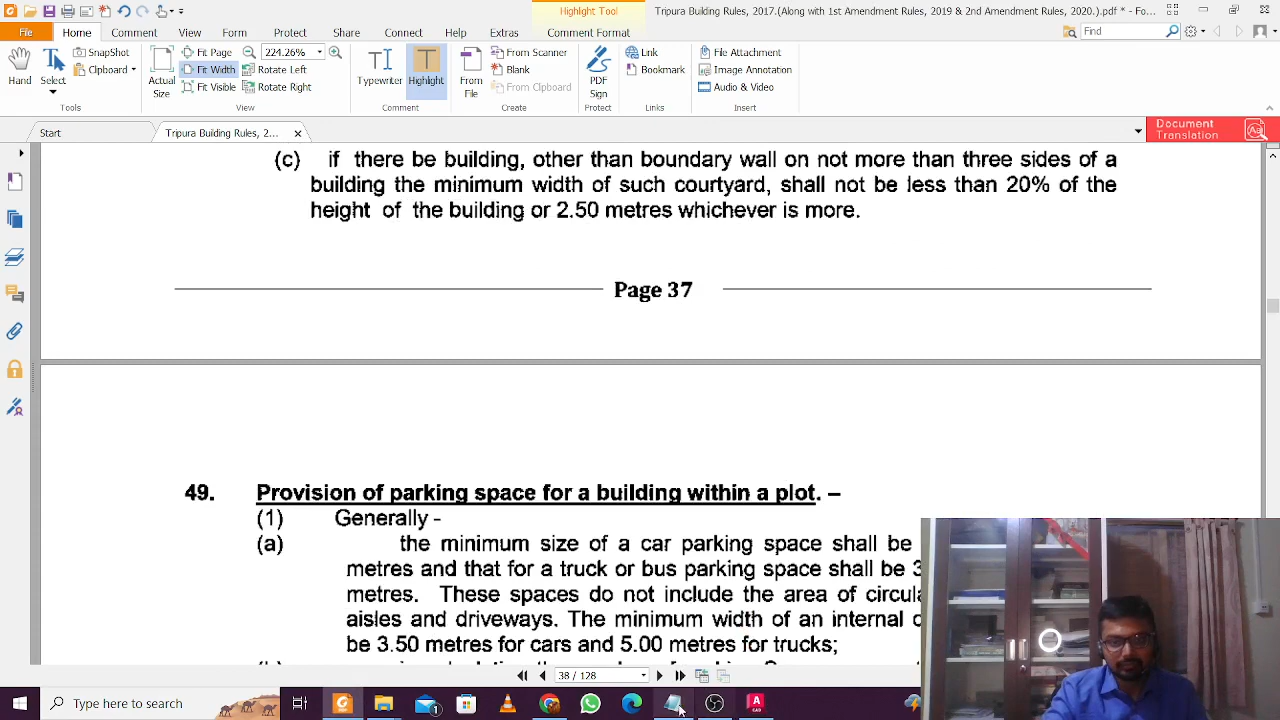 Highlight Tool
Tripura Building Rules, 2017.(Along with 1st Amendment Rules, 2019 & 2nd Amendment Rules, 2020.).pdf * - Fo...
File Home Comment View Form Protect Share Connect Help Extras Comment Format Find
Hand
Select
SnapShot
Clipboard
Tools
Actual Size
Fit Page
Fit Width
Fit Visible
224.26%
Rotate Left
Rotate Right
View
Typewriter
Highlight
Comment
From File
From Scanner
Blank
From Clipboard
Create
PDF Sign
Protect
Link
Bookmark
Links
File Attachment
Image Annotation
Audio & Video
Insert
Start
Tripura Building Rules, 2...
Document Translation
(c) if there be building, other than boundary wall on not more than three sides of a
building the minimum width of such courtyard, shall not be less than 20% of the
height of the building or 2.50 metres whichever is more.
Page 37
49. Provision of parking space for a building within a plot. –
(1) Generally -
(a) the minimum size of a car parking space shall be
metres and that for a truck or bus parking space shall be 3
metres. These spaces do not include the area of circula
aisles and driveways. The minimum width of an internal
be 3.50 metres for cars and 5.00 metres for trucks;
38 / 128
Type here to search